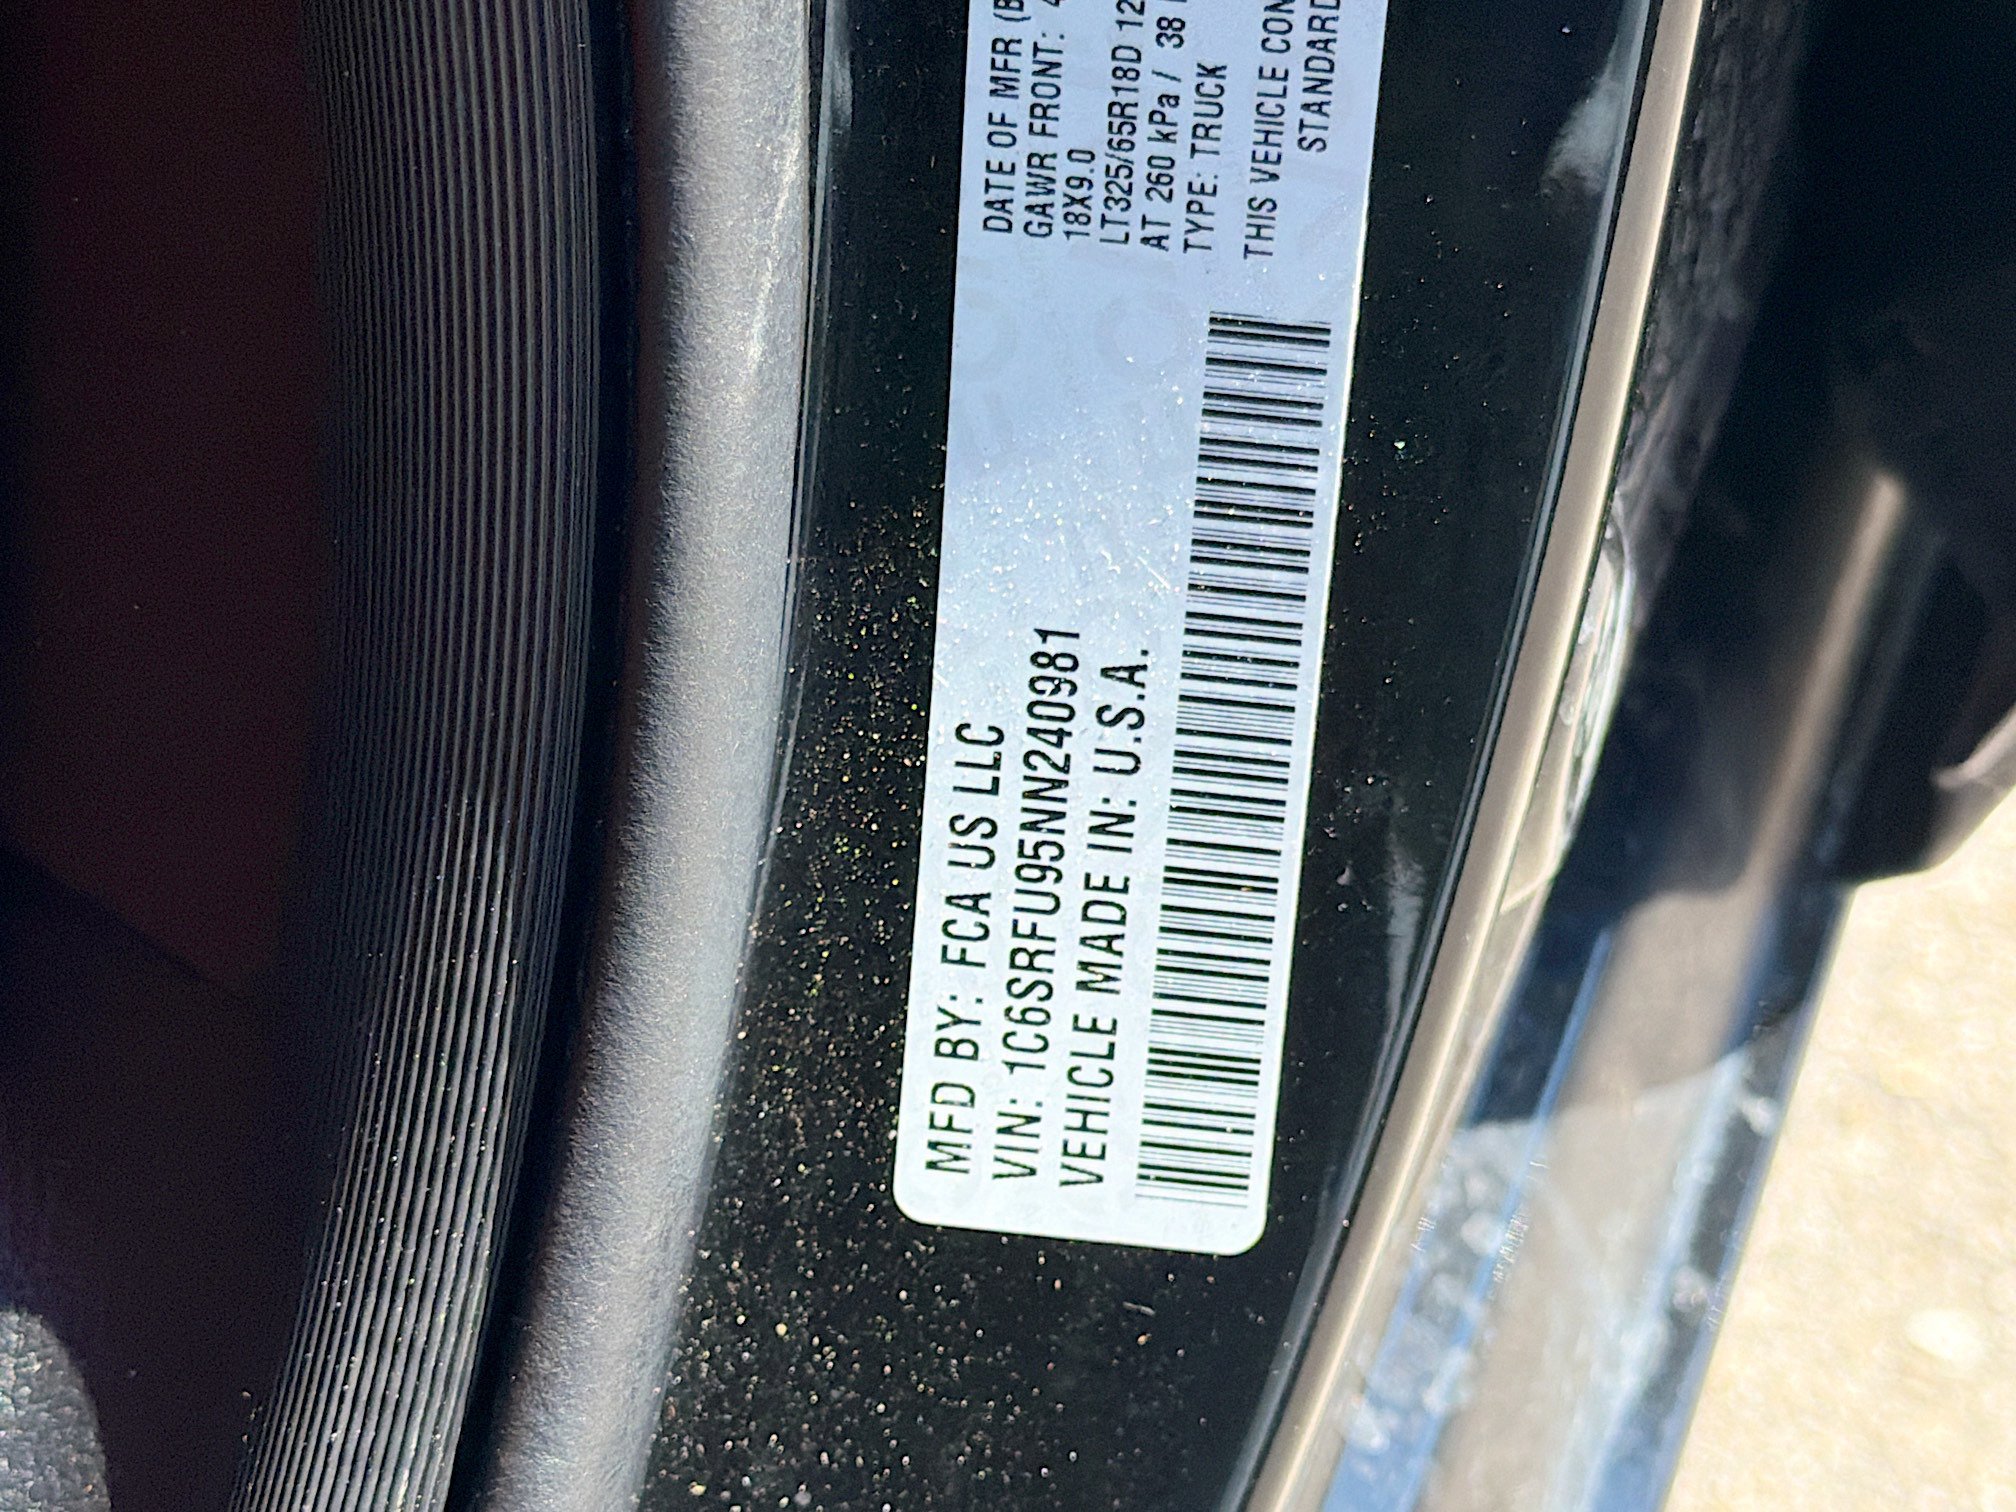 MFD BY: FCA US LLC
VIN: 1C6SRFU95NN240981
VEHICLE MADE IN: U.S.A.
DATE OF MFR
GAWR FRONT:
18X9.0
LT325/65R18D
AT 260 kPa / 38
TYPE: TRUCK
THIS VEHICLE
STANDARD